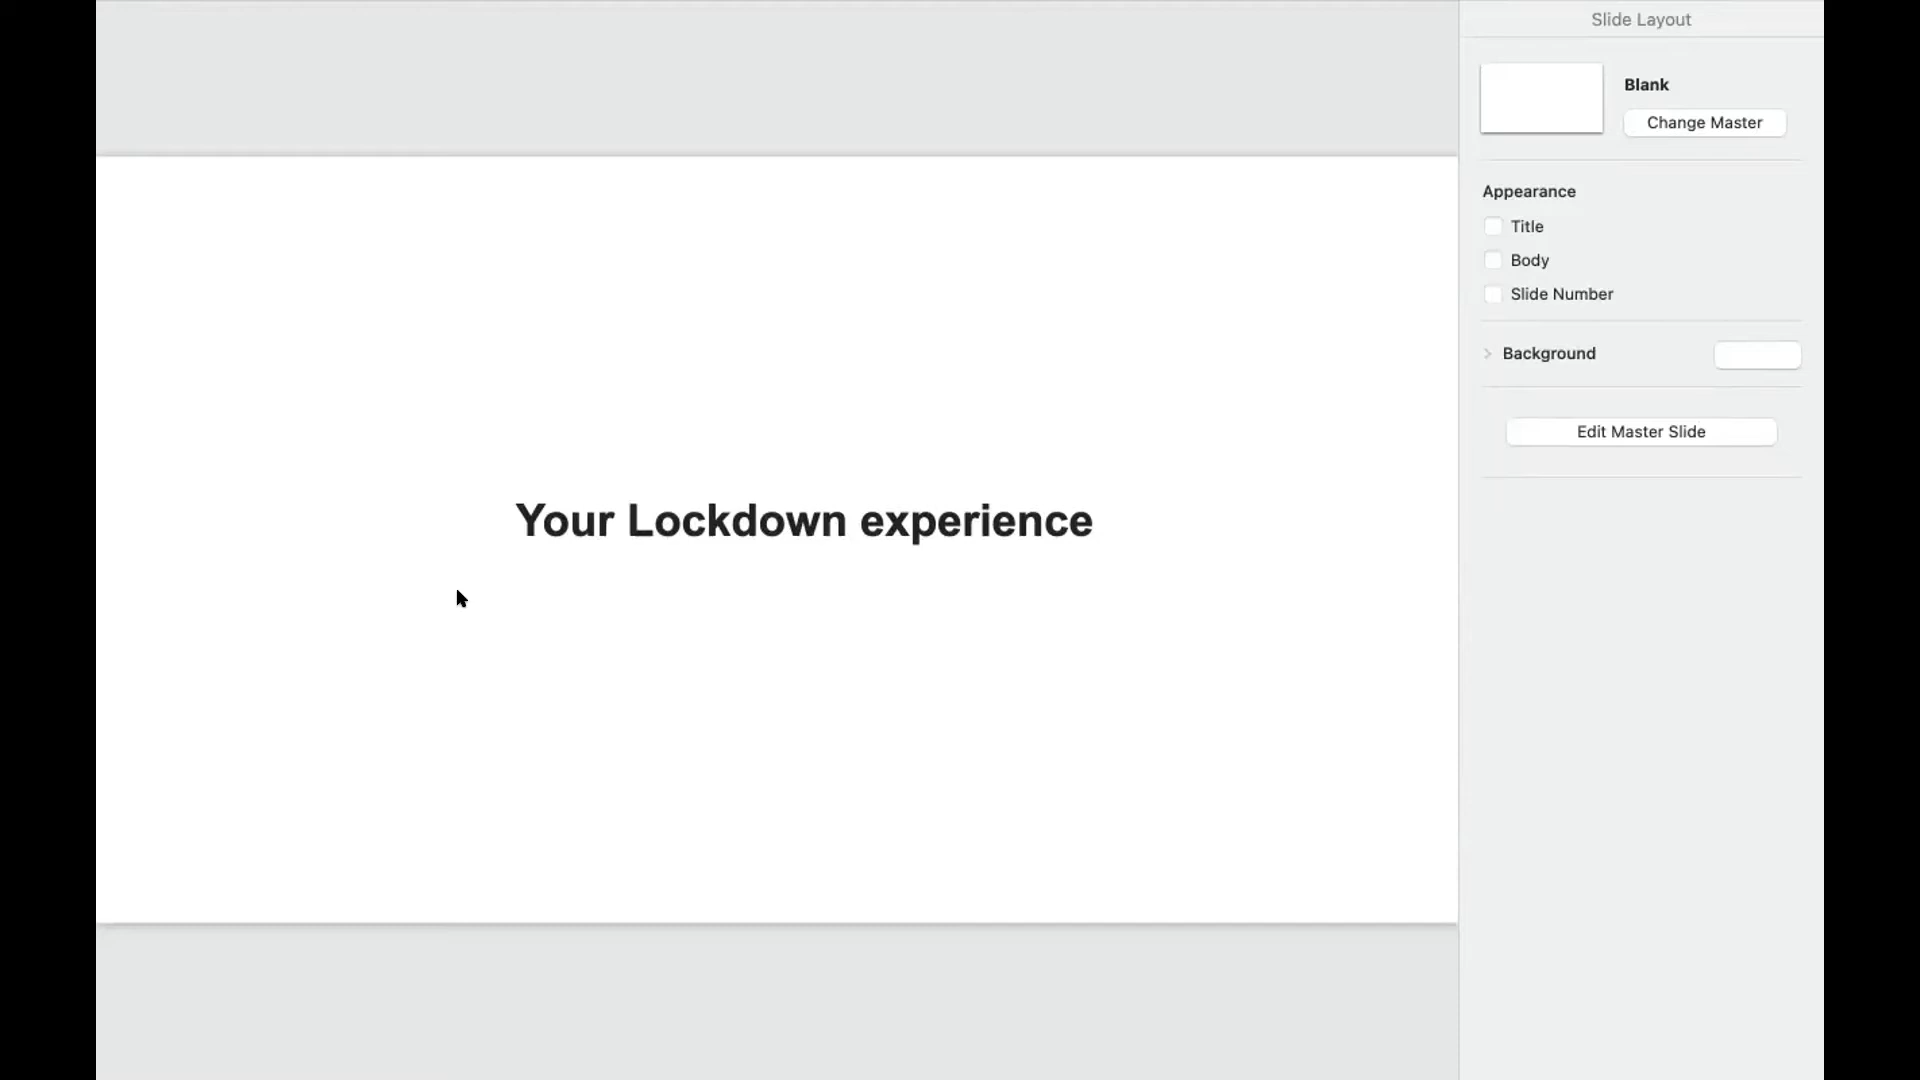 Slide Layout
Blank
Change Master
Appearance
Title
Body
Slide Number
Background
Edit Master Slide
Your Lockdown experience